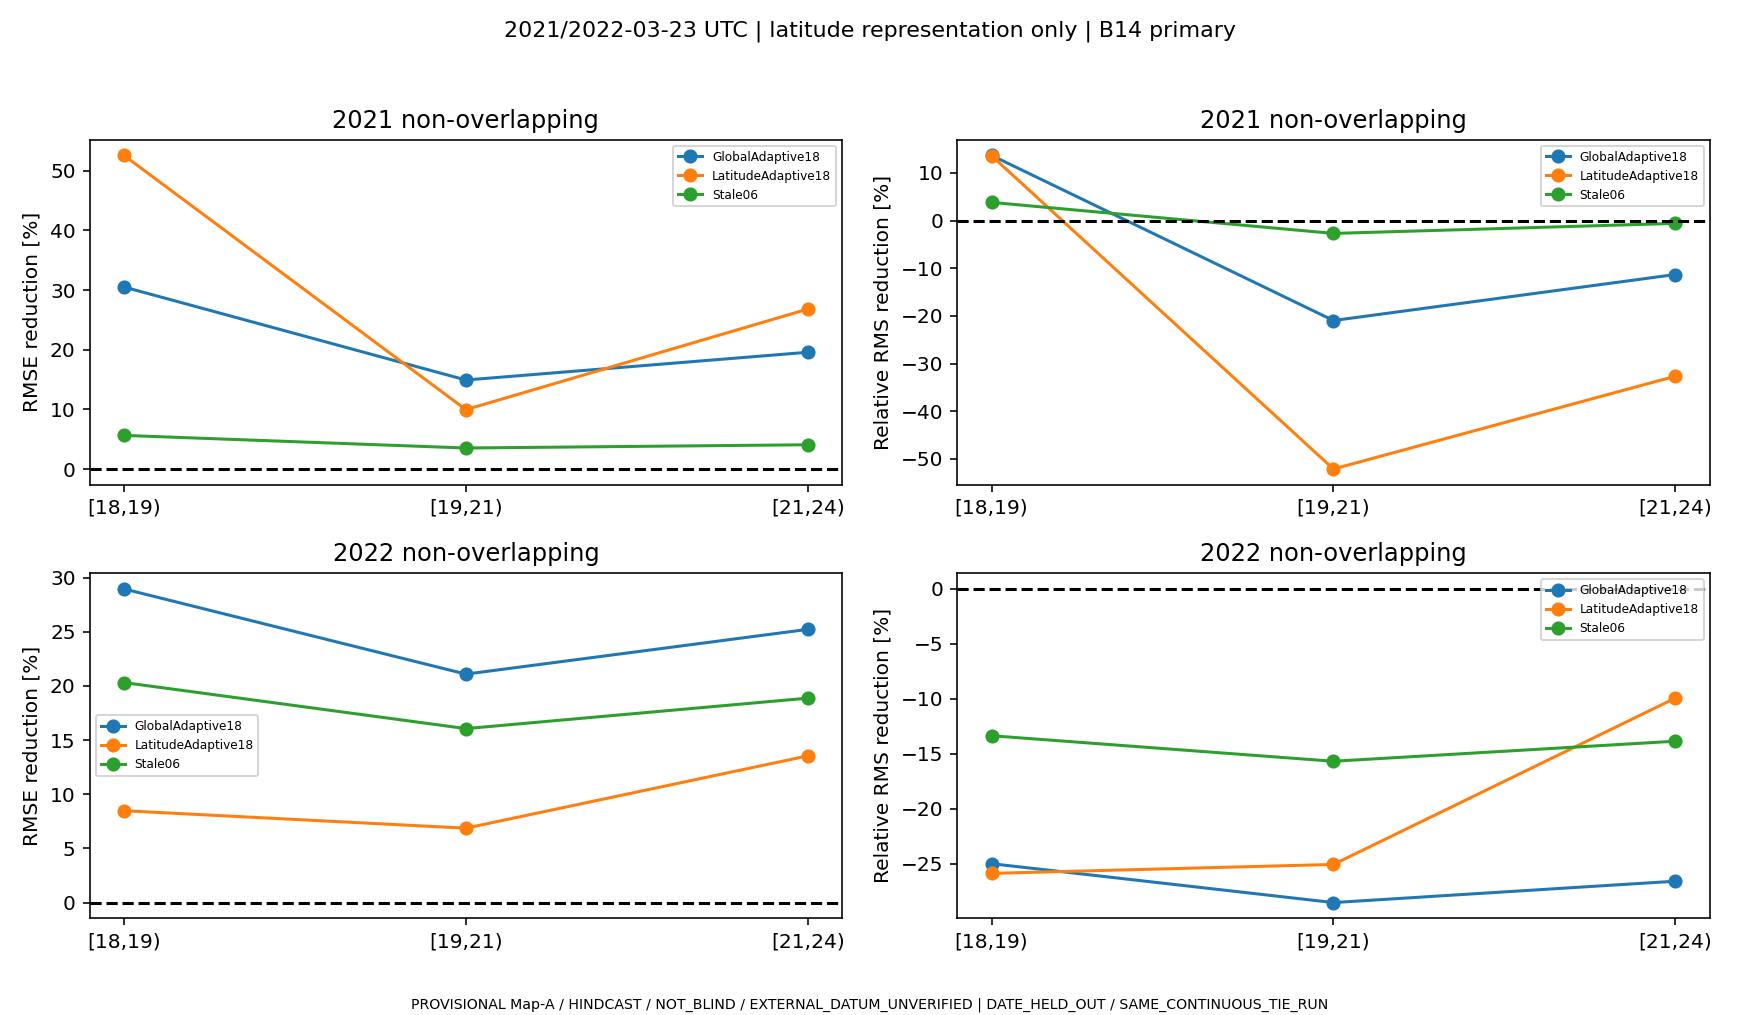 2021/2022-03-23 UTC | latitude representation only | B14 primary
2021 non-overlapping
RMSE reduction [%]
50
40
30
20
10
0
[18,19)
[19,21)
[21,24)
GlobalAdaptive18
LatitudeAdaptive18
Stale06
2021 non-overlapping
Relative RMS reduction [%]
10
0
−10
−20
−30
−40
−50
[18,19)
[19,21)
[21,24)
GlobalAdaptive18
LatitudeAdaptive18
Stale06
2022 non-overlapping
RMSE reduction [%]
30
25
20
15
10
5
0
[18,19)
[19,21)
[21,24)
GlobalAdaptive18
LatitudeAdaptive18
Stale06
2022 non-overlapping
Relative RMS reduction [%]
0
−5
−10
−15
−20
−25
[18,19)
[19,21)
[21,24)
GlobalAdaptive18
LatitudeAdaptive18
Stale06
PROVISIONAL Map-A / HINDCAST / NOT_BLIND / EXTERNAL_DATUM_UNVERIFIED | DATE_HELD_OUT / SAME_CONTINUOUS_TIE_RUN